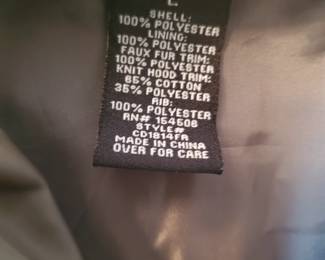 L
SHELL:
100% POLYESTER
LINING:
100% POLYESTER
FAUX FUR TRIM:
100% POLYESTER
KNIT HOOD TRIM:
65% COTTON
35% POLYESTER
RIB:
100% POLYESTER
RN# 154506
STYLE#
CD1814FA
MADE IN CHINA
OVER FOR CARE